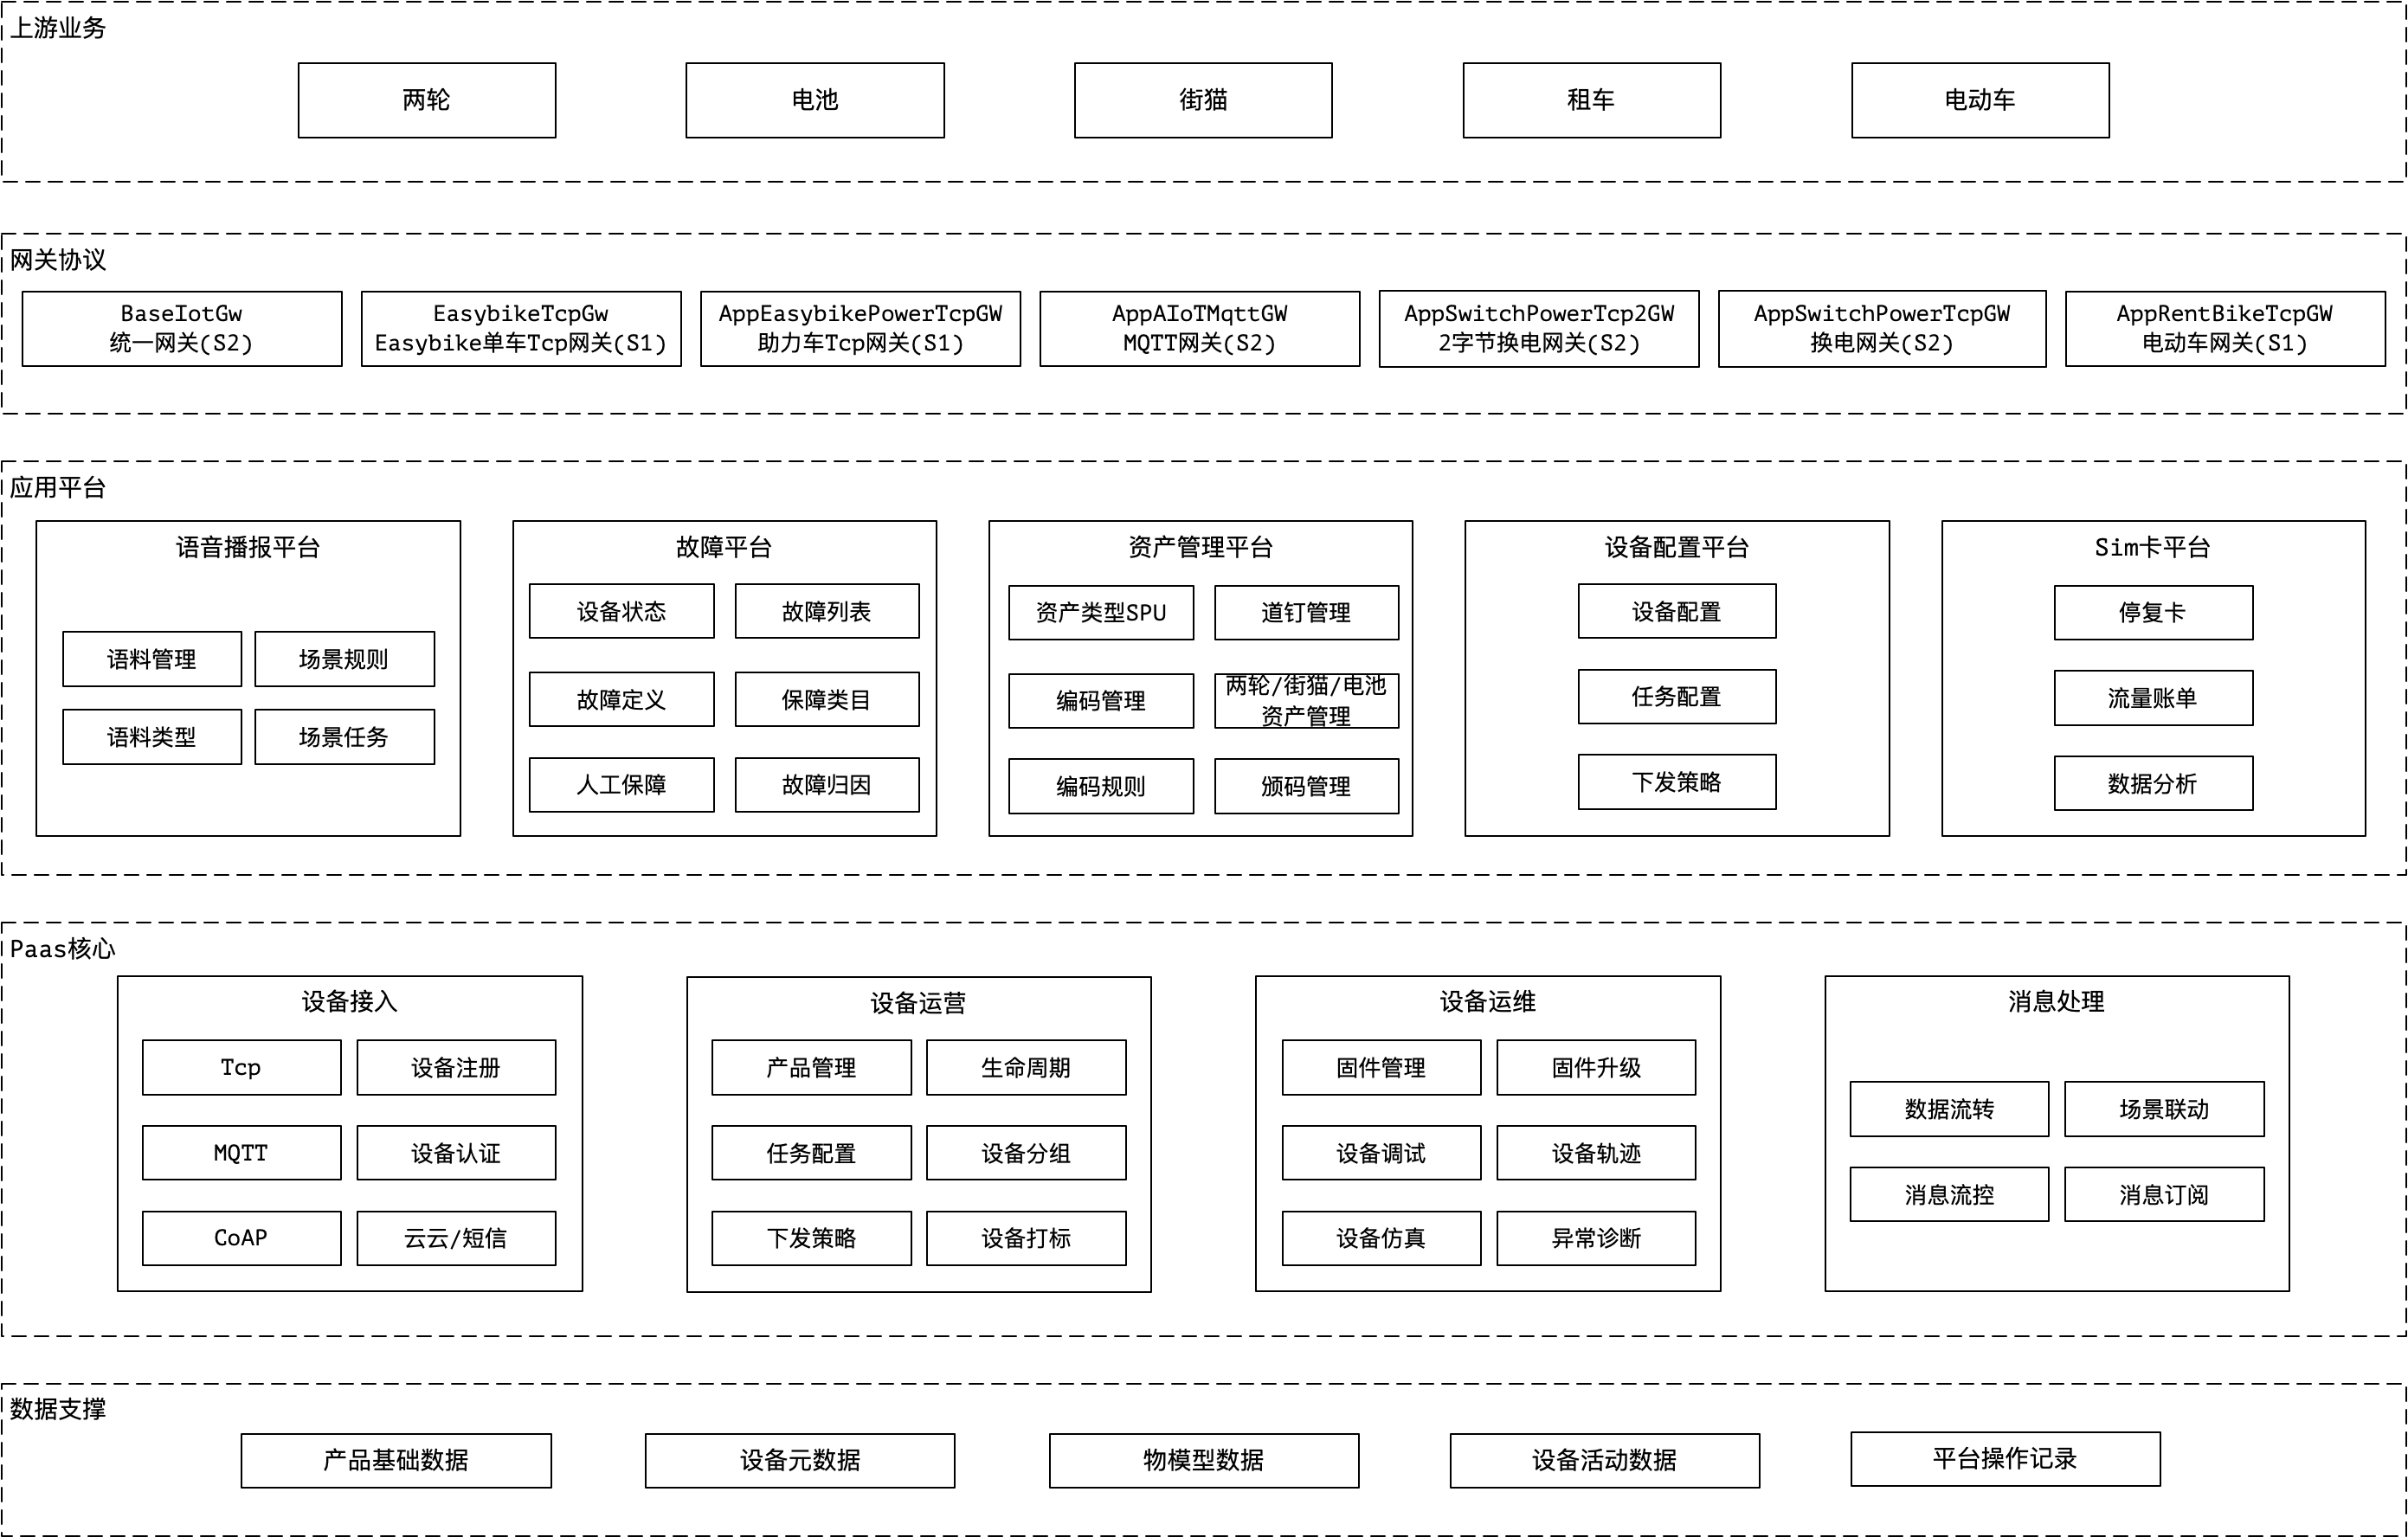 上游业务
两轮
电池
街猫
租车
电动车
网关协议
BaseIotGw
统一网关(S2)
EasybikeTcpGw
Easybike单车Tcp网关(S1)
AppEasybikePowerTcpGW
助力车Tcp网关(S1)
AppAIoTMqttGW
MQTT网关(S2)
AppSwitchPowerTcp2GW
2字节换电网关(S2)
AppSwitchPowerTcpGW
换电网关(S2)
AppRentBikeTcpGW
电动车网关(S1)
应用平台
语音播报平台
语料管理
场景规则
语料类型
场景任务
故障平台
设备状态
故障列表
故障定义
保障类目
人工保障
故障归因
资产管理平台
资产类型SPU
道钉管理
编码管理
两轮/街猫/电池
资产管理
编码规则
颁码管理
设备配置平台
设备配置
任务配置
下发策略
Sim卡平台
停复卡
流量账单
数据分析
Paas核心
设备接入
Tcp
设备注册
MQTT
设备认证
CoAP
云云/短信
设备运营
产品管理
生命周期
任务配置
设备分组
下发策略
设备打标
设备运维
固件管理
固件升级
设备调试
设备轨迹
设备仿真
异常诊断
消息处理
数据流转
场景联动
消息流控
消息订阅
数据支撑
产品基础数据
设备元数据
物模型数据
设备活动数据
平台操作记录